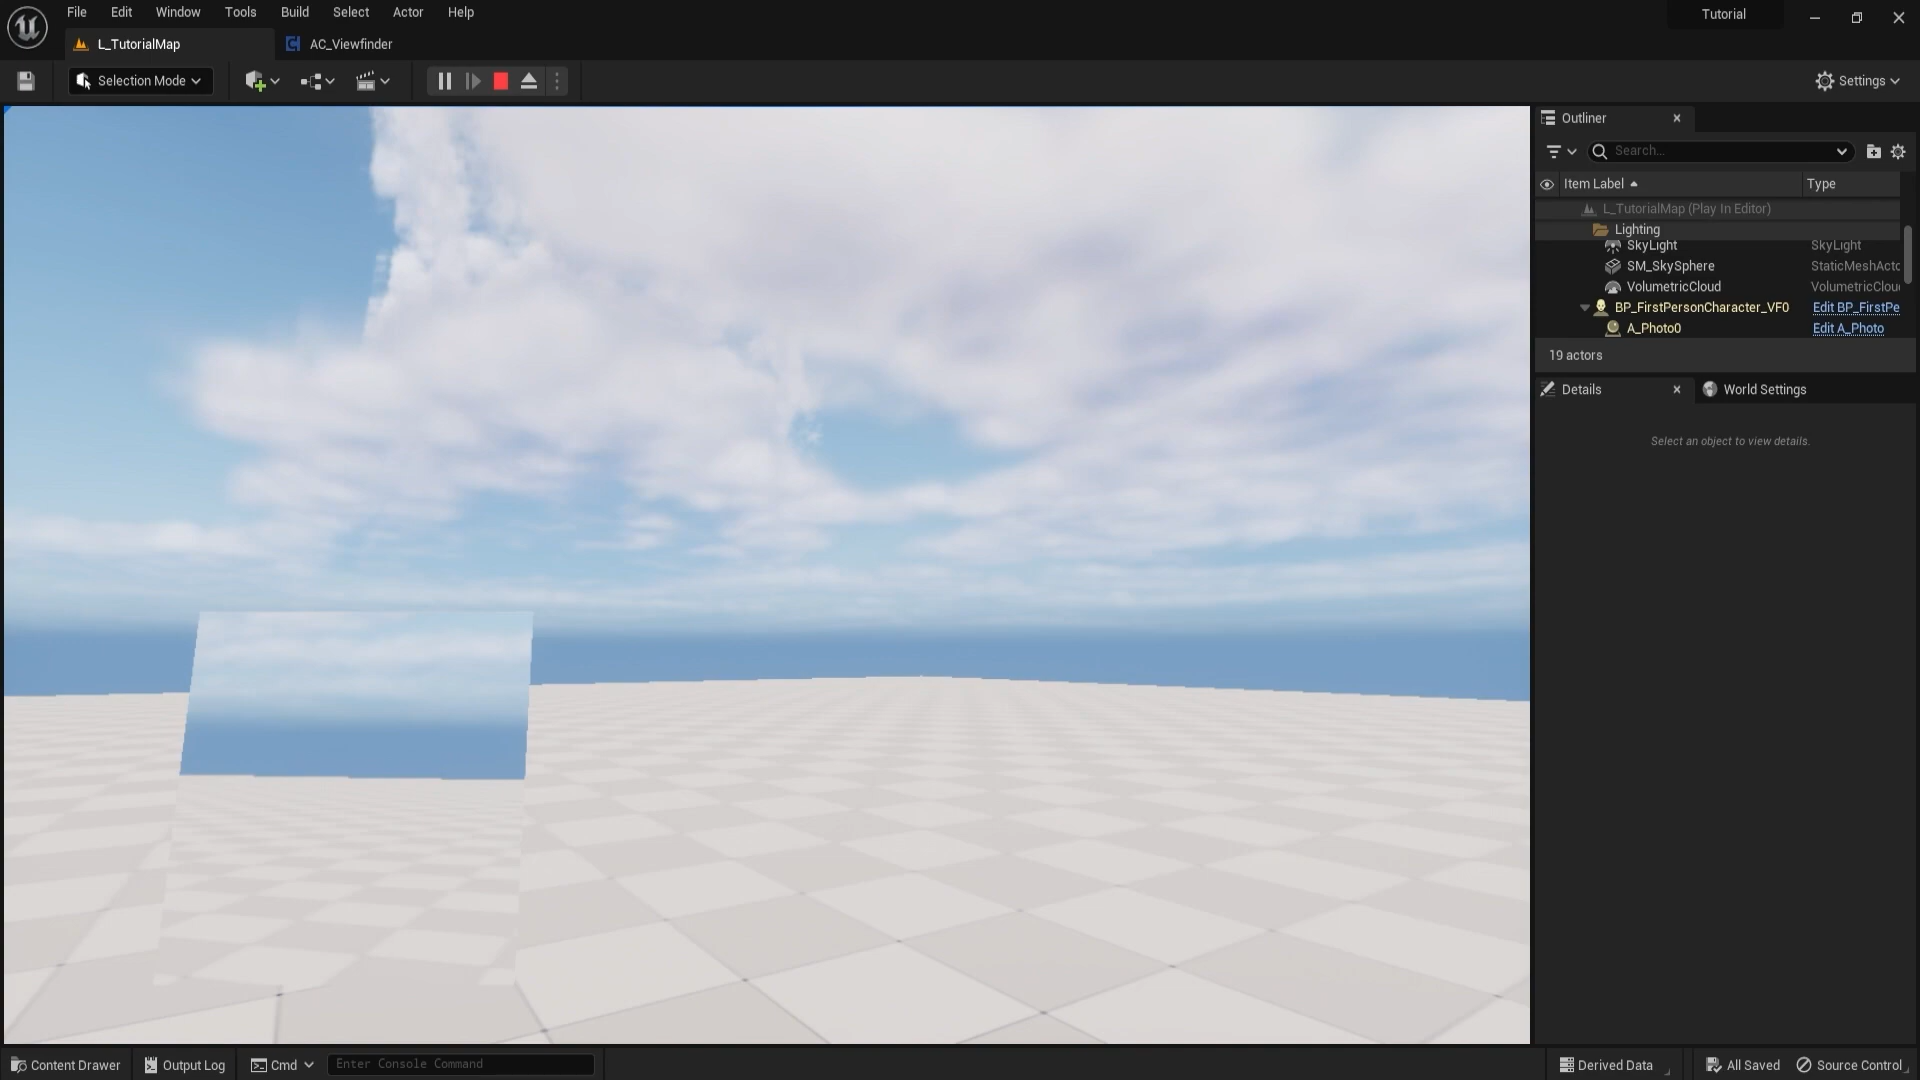 File Edit Window Tools Build Select Actor Help
Tutorial
L_TutorialMap
AC_Viewfinder
Selection Mode
Settings
Outliner
Search...
Item Label
Type
L_TutorialMap (Play In Editor)
Lighting
SkyLight
SkyLight
SM_SkySphere
StaticMeshActo
VolumetricCloud
VolumetricClou
BP_FirstPersonCharacter_VF0
Edit BP_FirstPe
A_Photo0
Edit A_Photo
19 actors
Details
World Settings
Select an object to view details.
Content Drawer
Output Log
Cmd
Enter Console Command
Derived Data
All Saved
Source Control